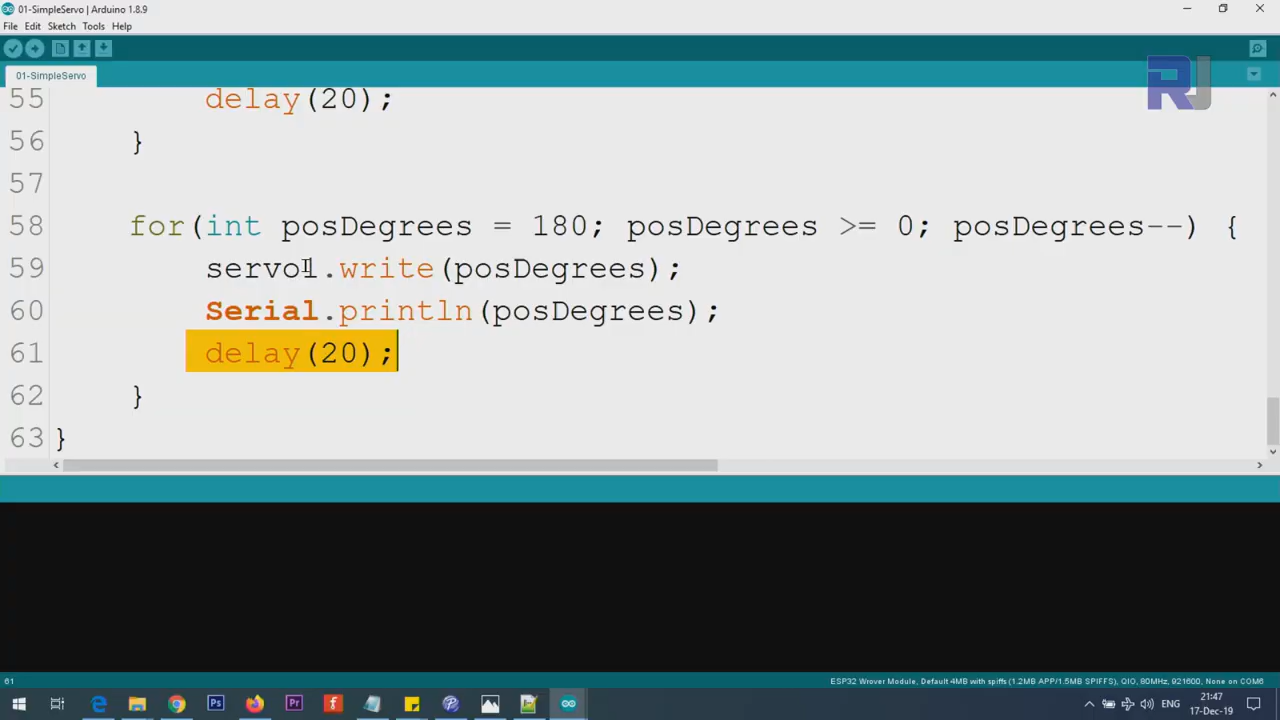 01-SimpleServo | Arduino 1.8.9
File Edit Sketch Tools Help
01-SimpleServo
RJ
55 delay(20);
56 }
57
58 for(int posDegrees = 180; posDegrees >= 0; posDegrees--) {
59 servo1.write(posDegrees);
60 Serial.println(posDegrees);
61 delay(20);
62 }
63 }
61 ESP32 Wrover Module, Default 4MB with spiffs (1.2MB APP/1.5MB SPIFFS), QIO, 80MHz, 921600, None on COM6
Ps Pr ENG 21:47
17-Dec-19